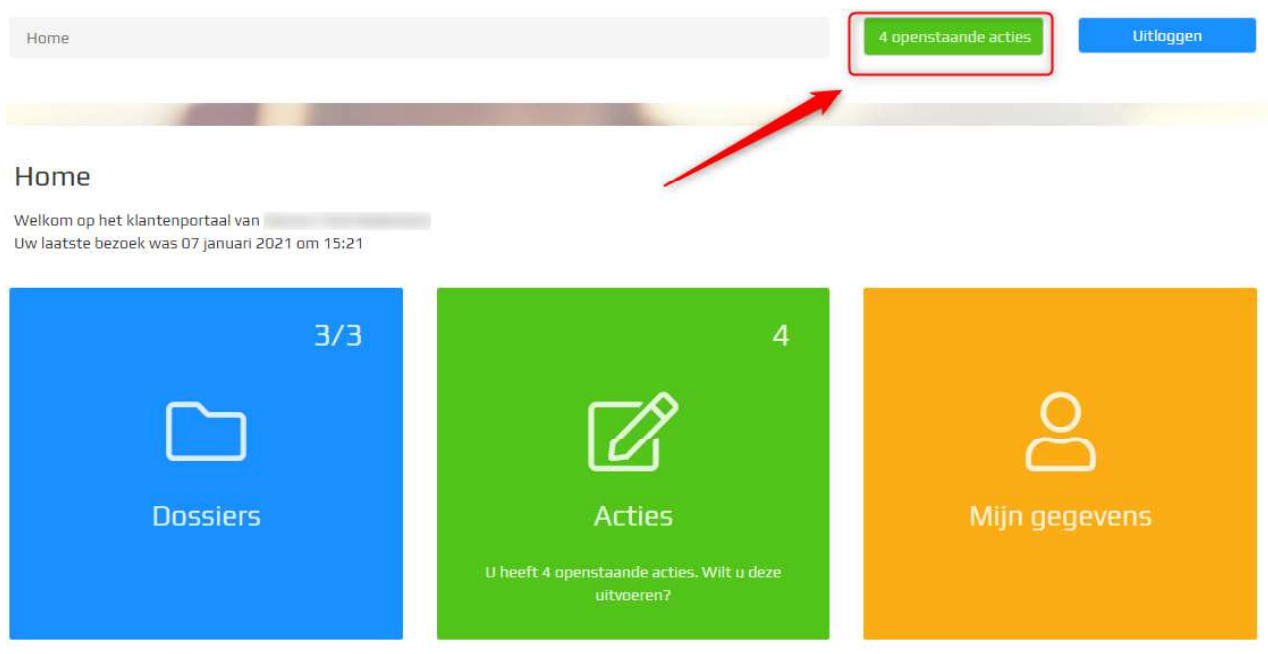 Home
4 openstaande acties
Uitloggen
Home
Welkom op het klantenportaal van
Uw laatste bezoek was 07 januari 2021 om 15:21
3/3
Dossiers
4
Acties
U heeft 4 openstaande acties. Wilt u deze
uitvoeren?
Mijn gegevens